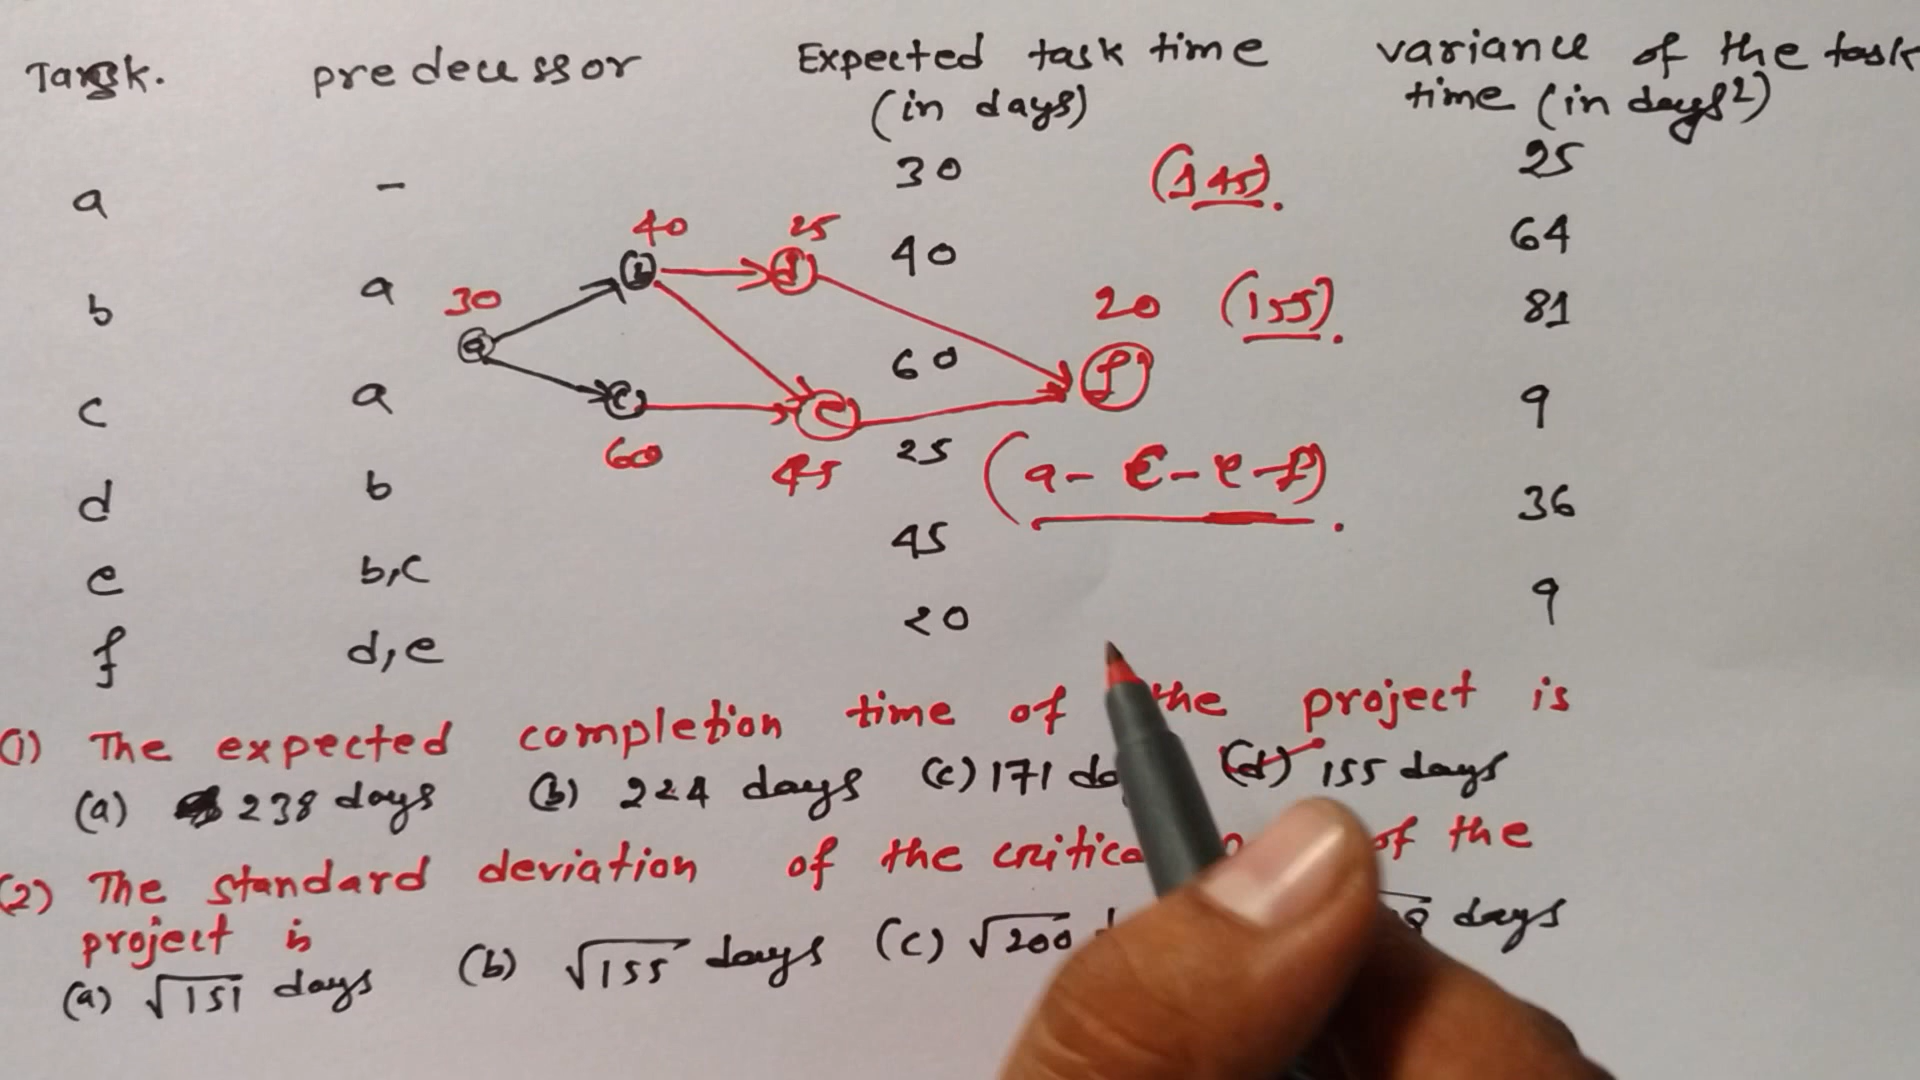 Task. predecessor Expected task time variance of the task
(in days) time (in days²)
a - 30 25
b a 40 64
c a 60 81
d b 25 9
e b,c 45 36
f d,e 20 9
30 40 25
a b d
c e f
60 45 20
(145).
(155).
(a-c-e-f).
(1) The expected completion time of the project is
(a) 238 days (b) 224 days (c) 171 (d) 155 days
(2) The standard deviation of the of the
project is
(a) √151 days (b) √155 days (c) √200 days